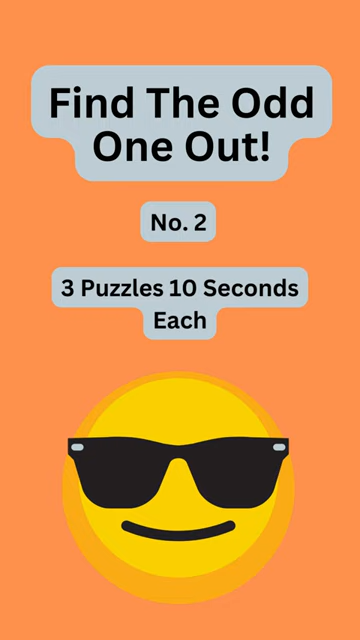 Find The Odd
One Out!
No. 2
3 Puzzles 10 Seconds
Each